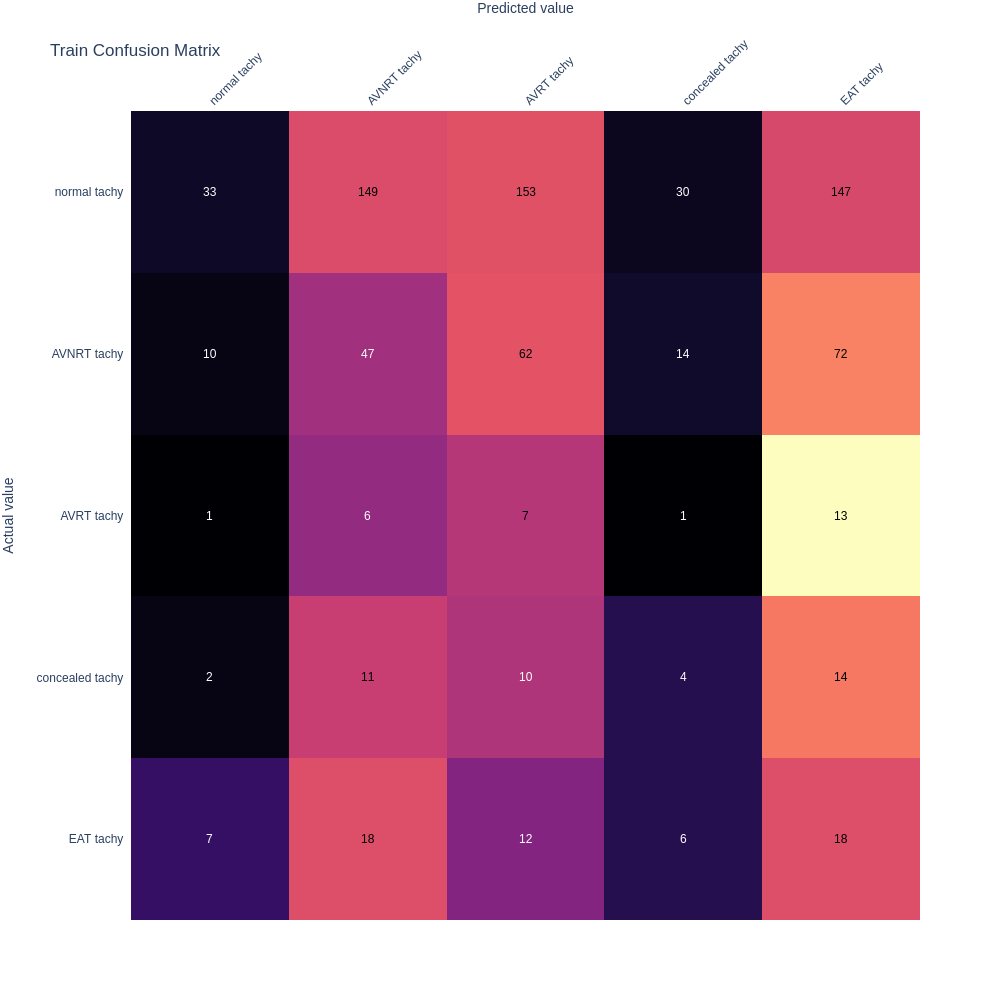 Predicted value
Train Confusion Matrix
normal tachy AVNRT tachy AVRT tachy concealed tachy EAT tachy
normal tachy 33 149 153 30 147
AVNRT tachy 10 47 62 14 72
AVRT tachy 1 6 7 1 13
concealed tachy 2 11 10 4 14
EAT tachy 7 18 12 6 18
Actual value